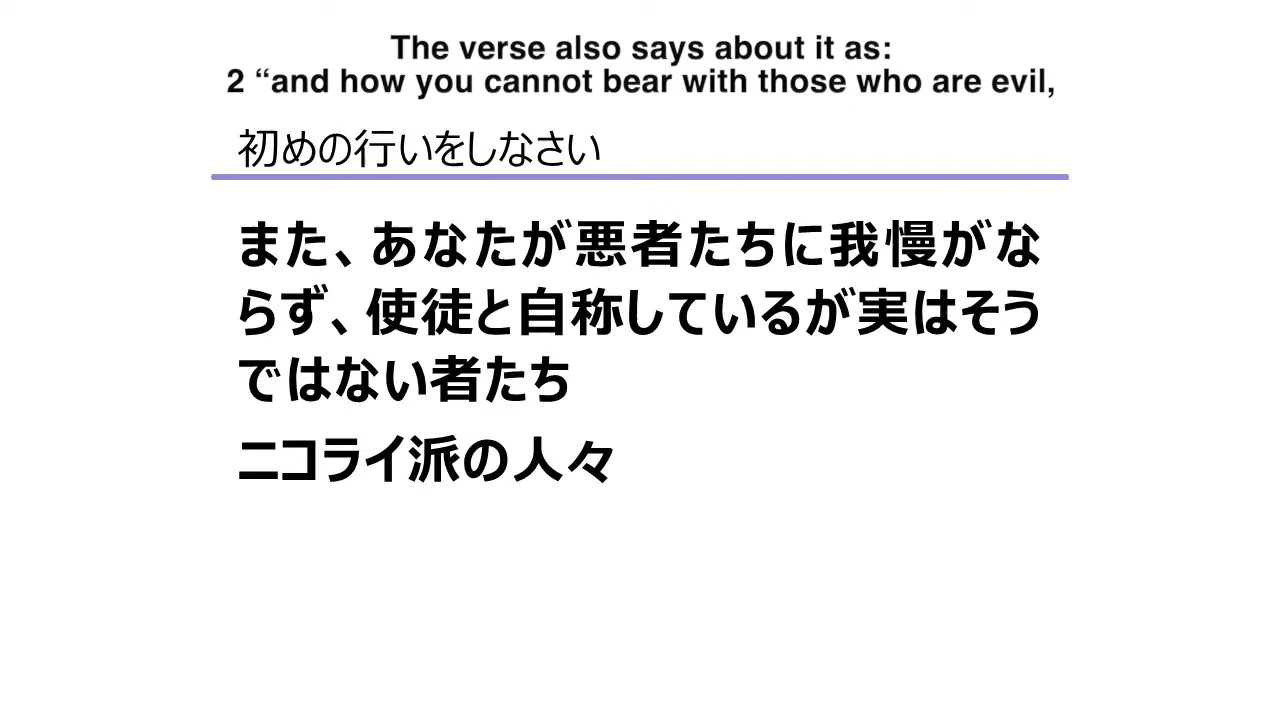 The verse also says about it as:
2 “and how you cannot bear with those who are evil,
初めの行いをしなさい
また、あなたが悪者たちに我慢がな
らず、使徒と自称しているが実はそう
ではない者たち
ニコライ派の人々